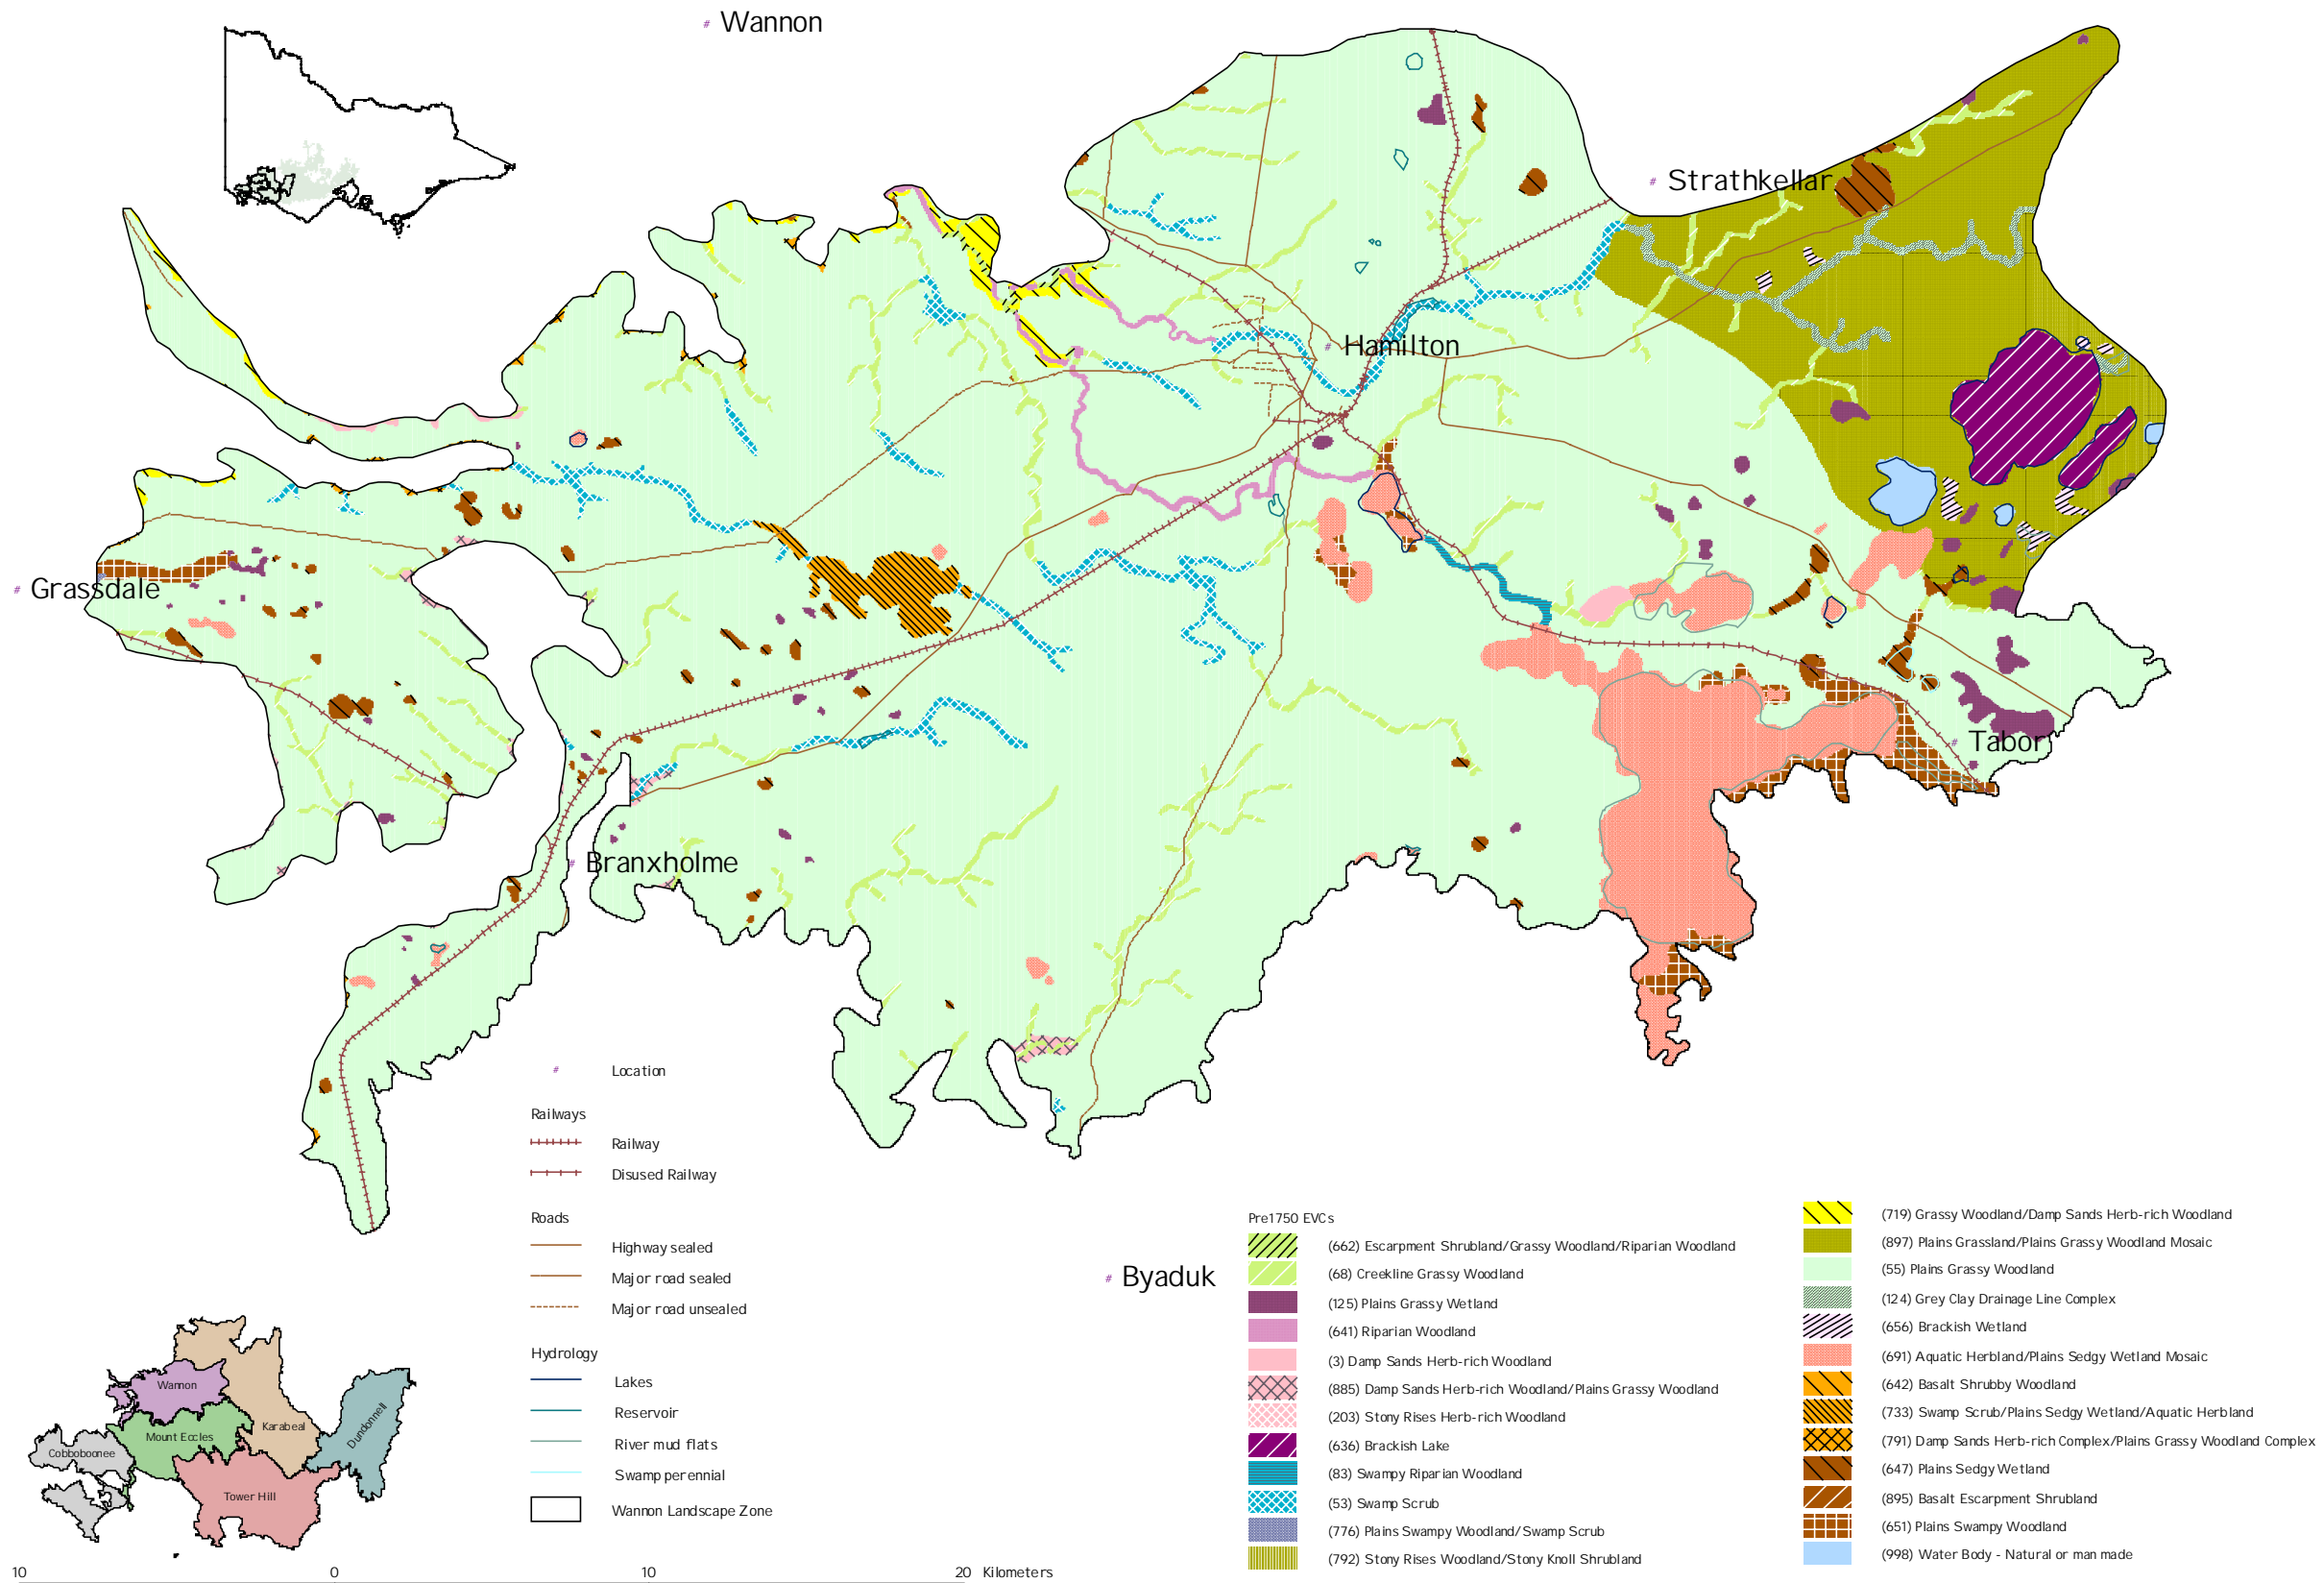 # Wannon
# Strathkellar
# Hamilton
# Grassdale
# Tabor
# Branxholme
# Byaduk
# Location
Railways
Railway
Disused Railway
Roads
Highway sealed
Major road sealed
Major road unsealed
Hydrology
Lakes
Reservoir
River mud flats
Swamp perennial
Wannon Landscape Zone
Pre1750 EVCs
(662) Escarpment Shrubland/Grassy Woodland/Riparian Woodland
(68) Creekline Grassy Woodland
(125) Plains Grassy Wetland
(641) Riparian Woodland
(3) Damp Sands Herb-rich Woodland
(885) Damp Sands Herb-rich Woodland/Plains Grassy Woodland
(203) Stony Rises Herb-rich Woodland
(636) Brackish Lake
(83) Swampy Riparian Woodland
(53) Swamp Scrub
(776) Plains Swampy Woodland/Swamp Scrub
(792) Stony Rises Woodland/Stony Knoll Shrubland
(719) Grassy Woodland/Damp Sands Herb-rich Woodland
(897) Plains Grassland/Plains Grassy Woodland Mosaic
(55) Plains Grassy Woodland
(124) Grey Clay Drainage Line Complex
(656) Brackish Wetland
(691) Aquatic Herbland/Plains Sedgy Wetland Mosaic
(642) Basalt Shrubby Woodland
(733) Swamp Scrub/Plains Sedgy Wetland/Aquatic Herbland
(791) Damp Sands Herb-rich Complex/Plains Grassy Woodland Complex
(647) Plains Sedgy Wetland
(895) Basalt Escarpment Shrubland
(651) Plains Swampy Woodland
(998) Water Body - Natural or man made
Wannon
Karabeal
Dundonnell
Mount Eccles
Cobboboonee
Tower Hill
10 0 10 20 Kilometers